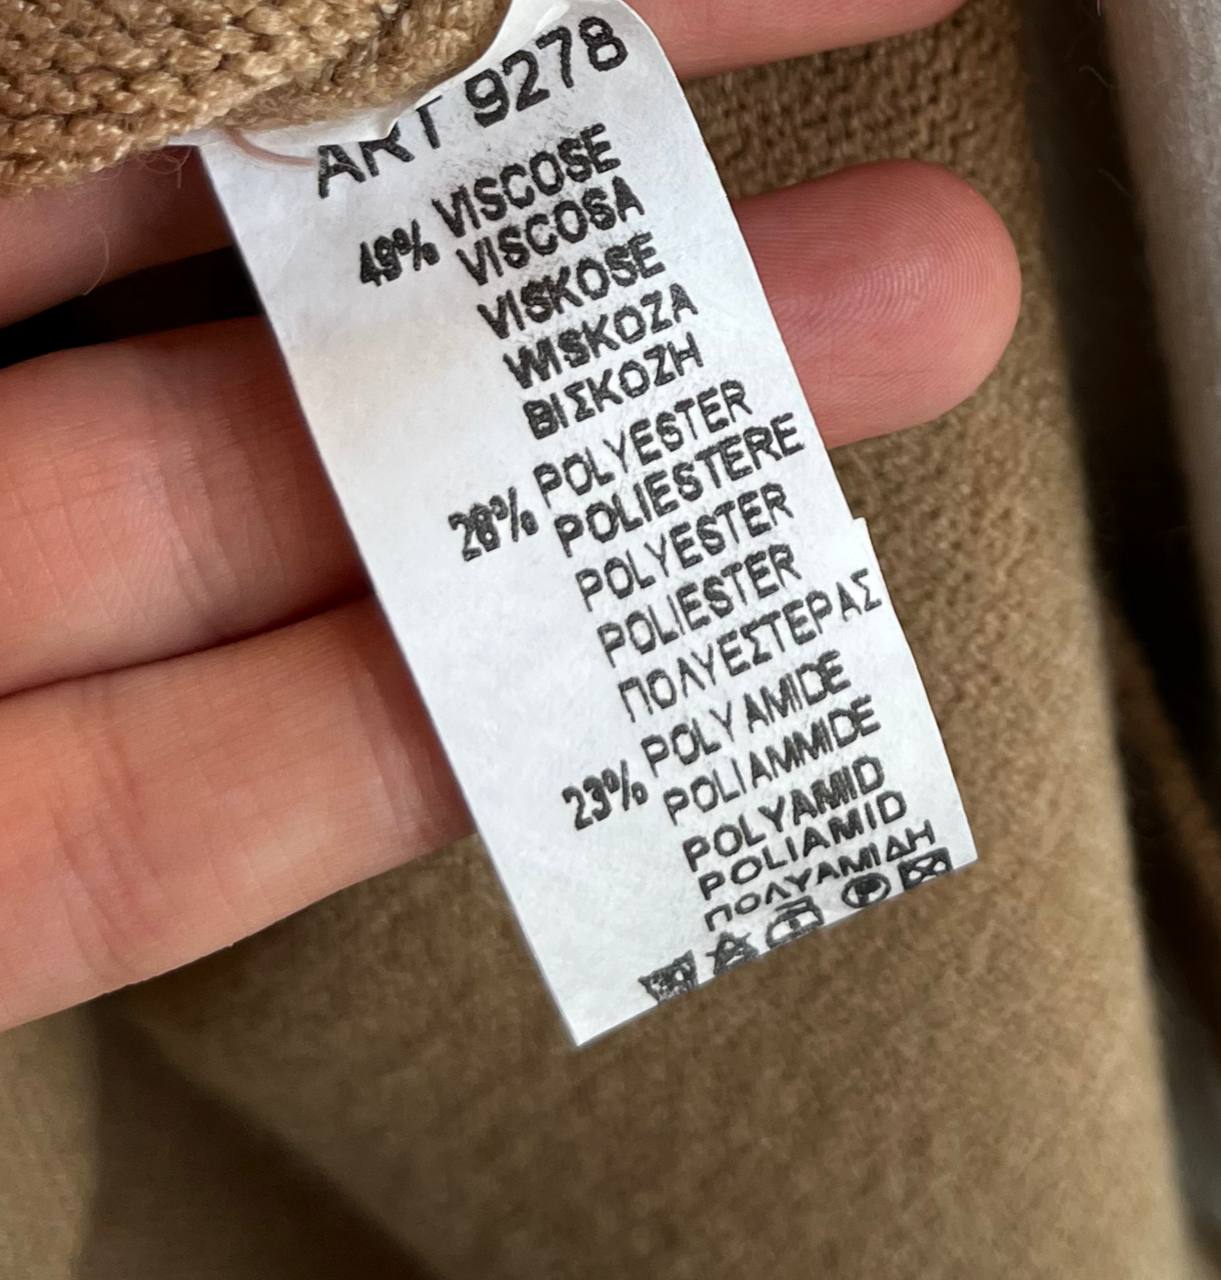 ART 9278
49% VISCOSE
VISCOSA
VISKOSE
WISKOZA
ΒΙΣΚΟΖΗ
28% POLYESTER
POLIESTERE
POLYESTER
POLIESTER
ΠΟΛΥΕΣΤΕΡΑΣ
23% POLYAMIDE
POLIAMMIDE
POLYAMID
POLIAMID
ΠΟΛΥΑΜΙΔΗ